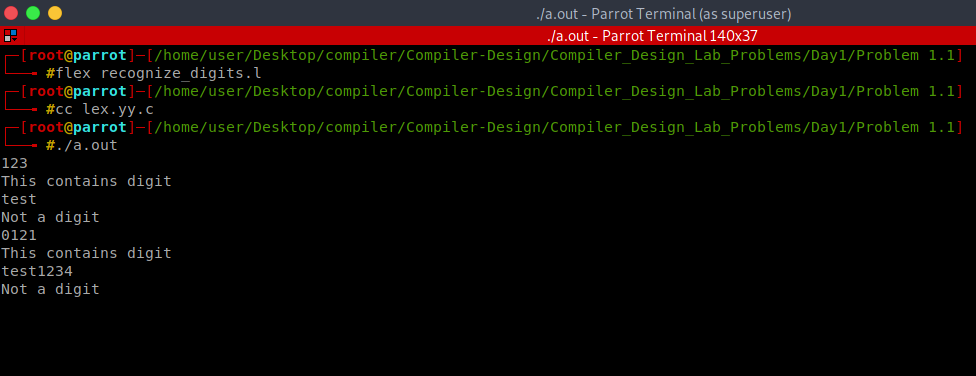 ./a.out - Parrot Terminal (as superuser)
./a.out - Parrot Terminal 140x37
┌─[root@parrot]─[/home/user/Desktop/compiler/Compiler-Design/Compiler_Design_Lab_Problems/Day1/Problem 1.1]
└──╼ #flex recognize_digits.l
┌─[root@parrot]─[/home/user/Desktop/compiler/Compiler-Design/Compiler_Design_Lab_Problems/Day1/Problem 1.1]
└──╼ #cc lex.yy.c
┌─[root@parrot]─[/home/user/Desktop/compiler/Compiler-Design/Compiler_Design_Lab_Problems/Day1/Problem 1.1]
└──╼ #./a.out
123
This contains digit
test
Not a digit
0121
This contains digit
test1234
Not a digit